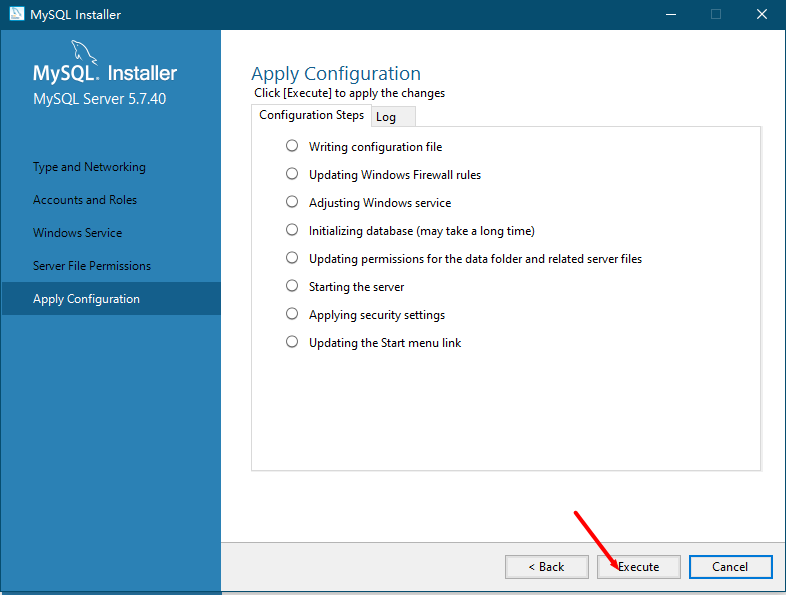 MySQL Installer
MySQL. Installer
MySQL Server 5.7.40
Type and Networking
Accounts and Roles
Windows Service
Server File Permissions
Apply Configuration
Apply Configuration
Click [Execute] to apply the changes
Configuration Steps Log
Writing configuration file
Updating Windows Firewall rules
Adjusting Windows service
Initializing database (may take a long time)
Updating permissions for the data folder and related server files
Starting the server
Applying security settings
Updating the Start menu link
< Back Execute Cancel